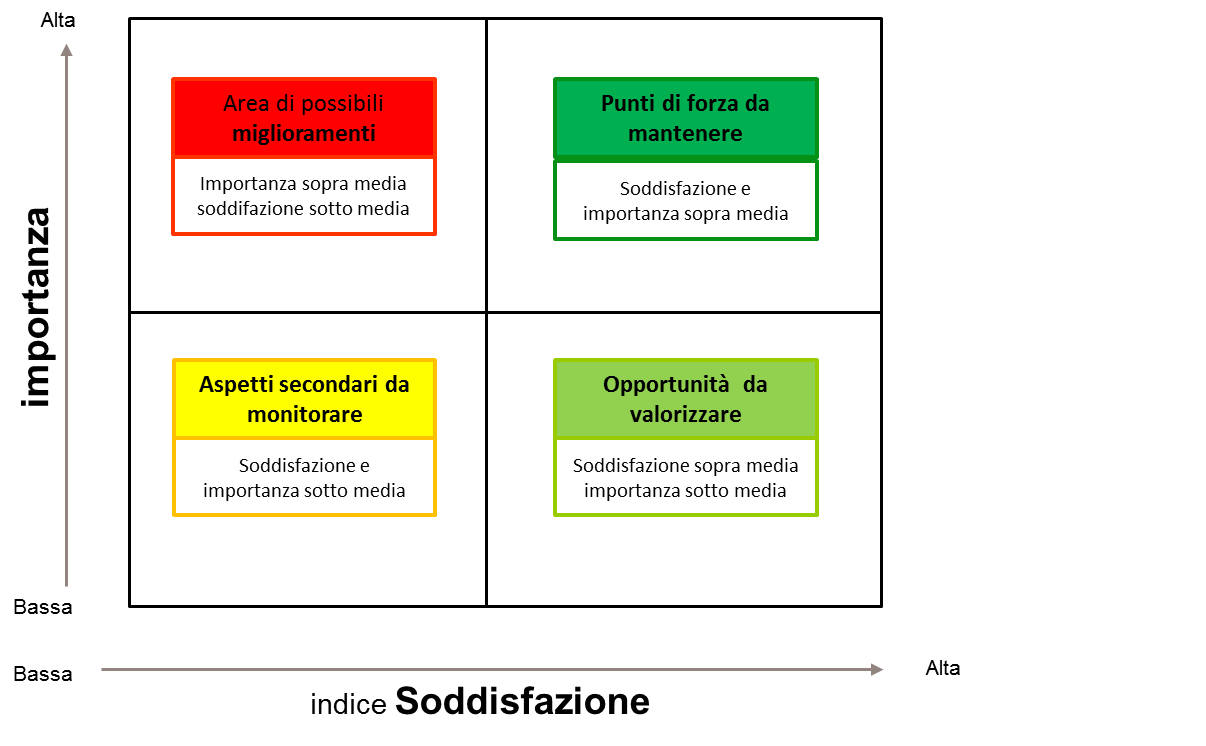 Alta
Area di possibili
miglioramenti
Importanza sopra media
soddifazione sotto media
Punti di forza da
mantenere
Soddisfazione e
importanza sopra media
importanza
Aspetti secondari da
monitorare
Soddisfazione e
importanza sotto media
Opportunità da
valorizzare
Soddisfazione sopra media
importanza sotto media
Bassa
Bassa
Alta
indice Soddisfazione